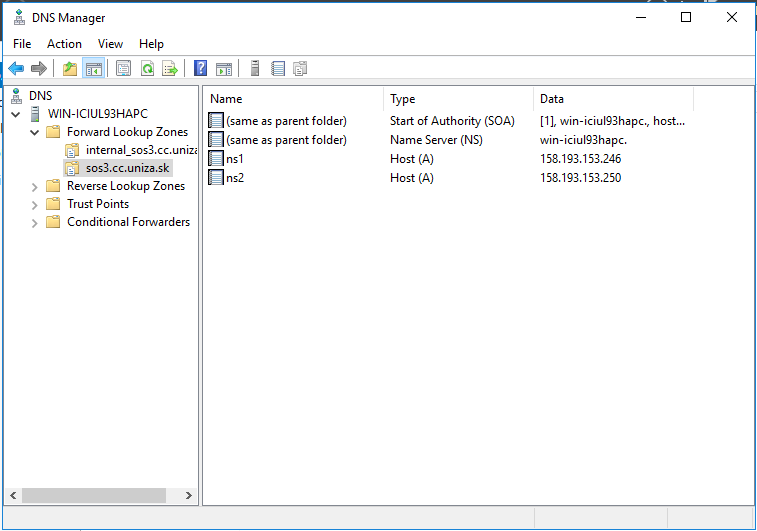 DNS Manager
File Action View Help
DNS
WIN-ICIUL93HAPC
Forward Lookup Zones
internal_sos3.cc.uniza
sos3.cc.uniza.sk
Reverse Lookup Zones
Trust Points
Conditional Forwarders
Name Type Data
(same as parent folder) Start of Authority (SOA) [1], win-iciul93hapc., host...
(same as parent folder) Name Server (NS) win-iciul93hapc.
ns1 Host (A) 158.193.153.246
ns2 Host (A) 158.193.153.250